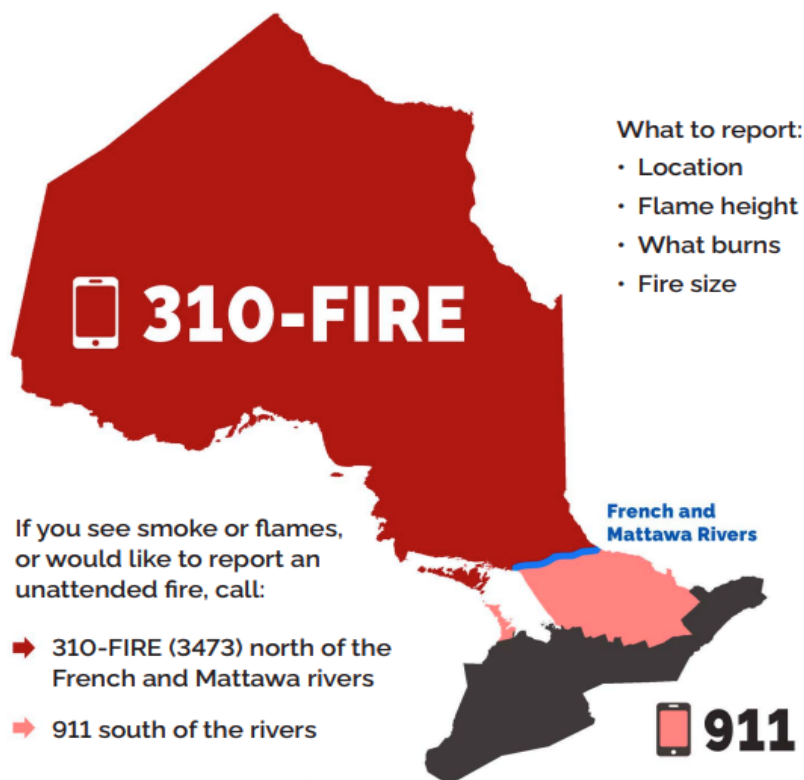 What to report:
• Location
• Flame height
• What burns
• Fire size
310-FIRE
French and
Mattawa Rivers
If you see smoke or flames,
or would like to report an
unattended fire, call:
310-FIRE (3473) north of the
French and Mattawa rivers
911 south of the rivers
911